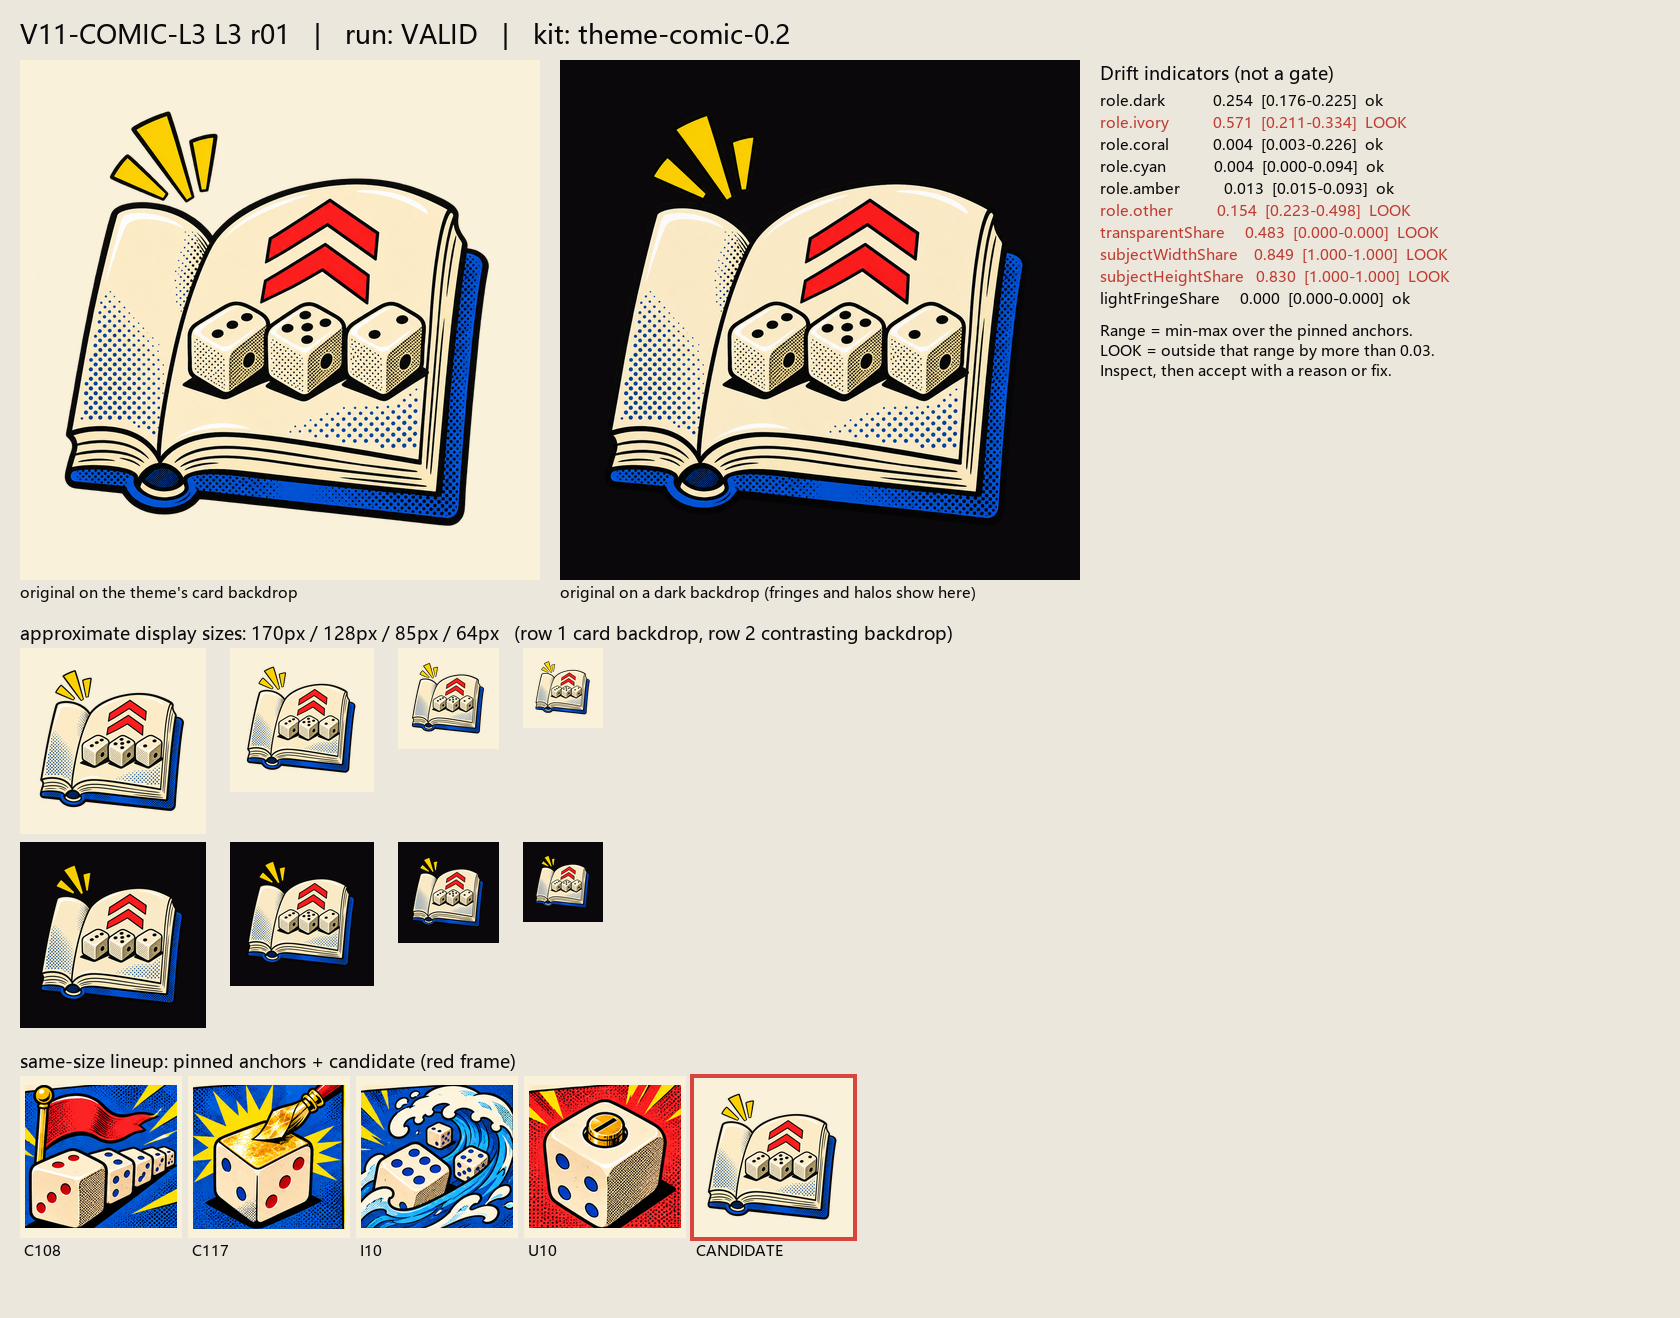 V11-COMIC-L3 L3 r01 | run: VALID | kit: theme-comic-0.2
Drift indicators (not a gate)
role.dark 0.254 [0.176-0.225] ok
role.ivory 0.571 [0.211-0.334] LOOK
role.coral 0.004 [0.003-0.226] ok
role.cyan 0.004 [0.000-0.094] ok
role.amber 0.013 [0.015-0.093] ok
role.other 0.154 [0.223-0.498] LOOK
transparentShare 0.483 [0.000-0.000] LOOK
subjectWidthShare 0.849 [1.000-1.000] LOOK
subjectHeightShare 0.830 [1.000-1.000] LOOK
lightFringeShare 0.000 [0.000-0.000] ok
Range = min-max over the pinned anchors.
LOOK = outside that range by more than 0.03.
Inspect, then accept with a reason or fix.
original on the theme's card backdrop
original on a dark backdrop (fringes and halos show here)
approximate display sizes: 170px / 128px / 85px / 64px (row 1 card backdrop, row 2 contrasting backdrop)
same-size lineup: pinned anchors + candidate (red frame)
C108
C117
I10
U10
CANDIDATE